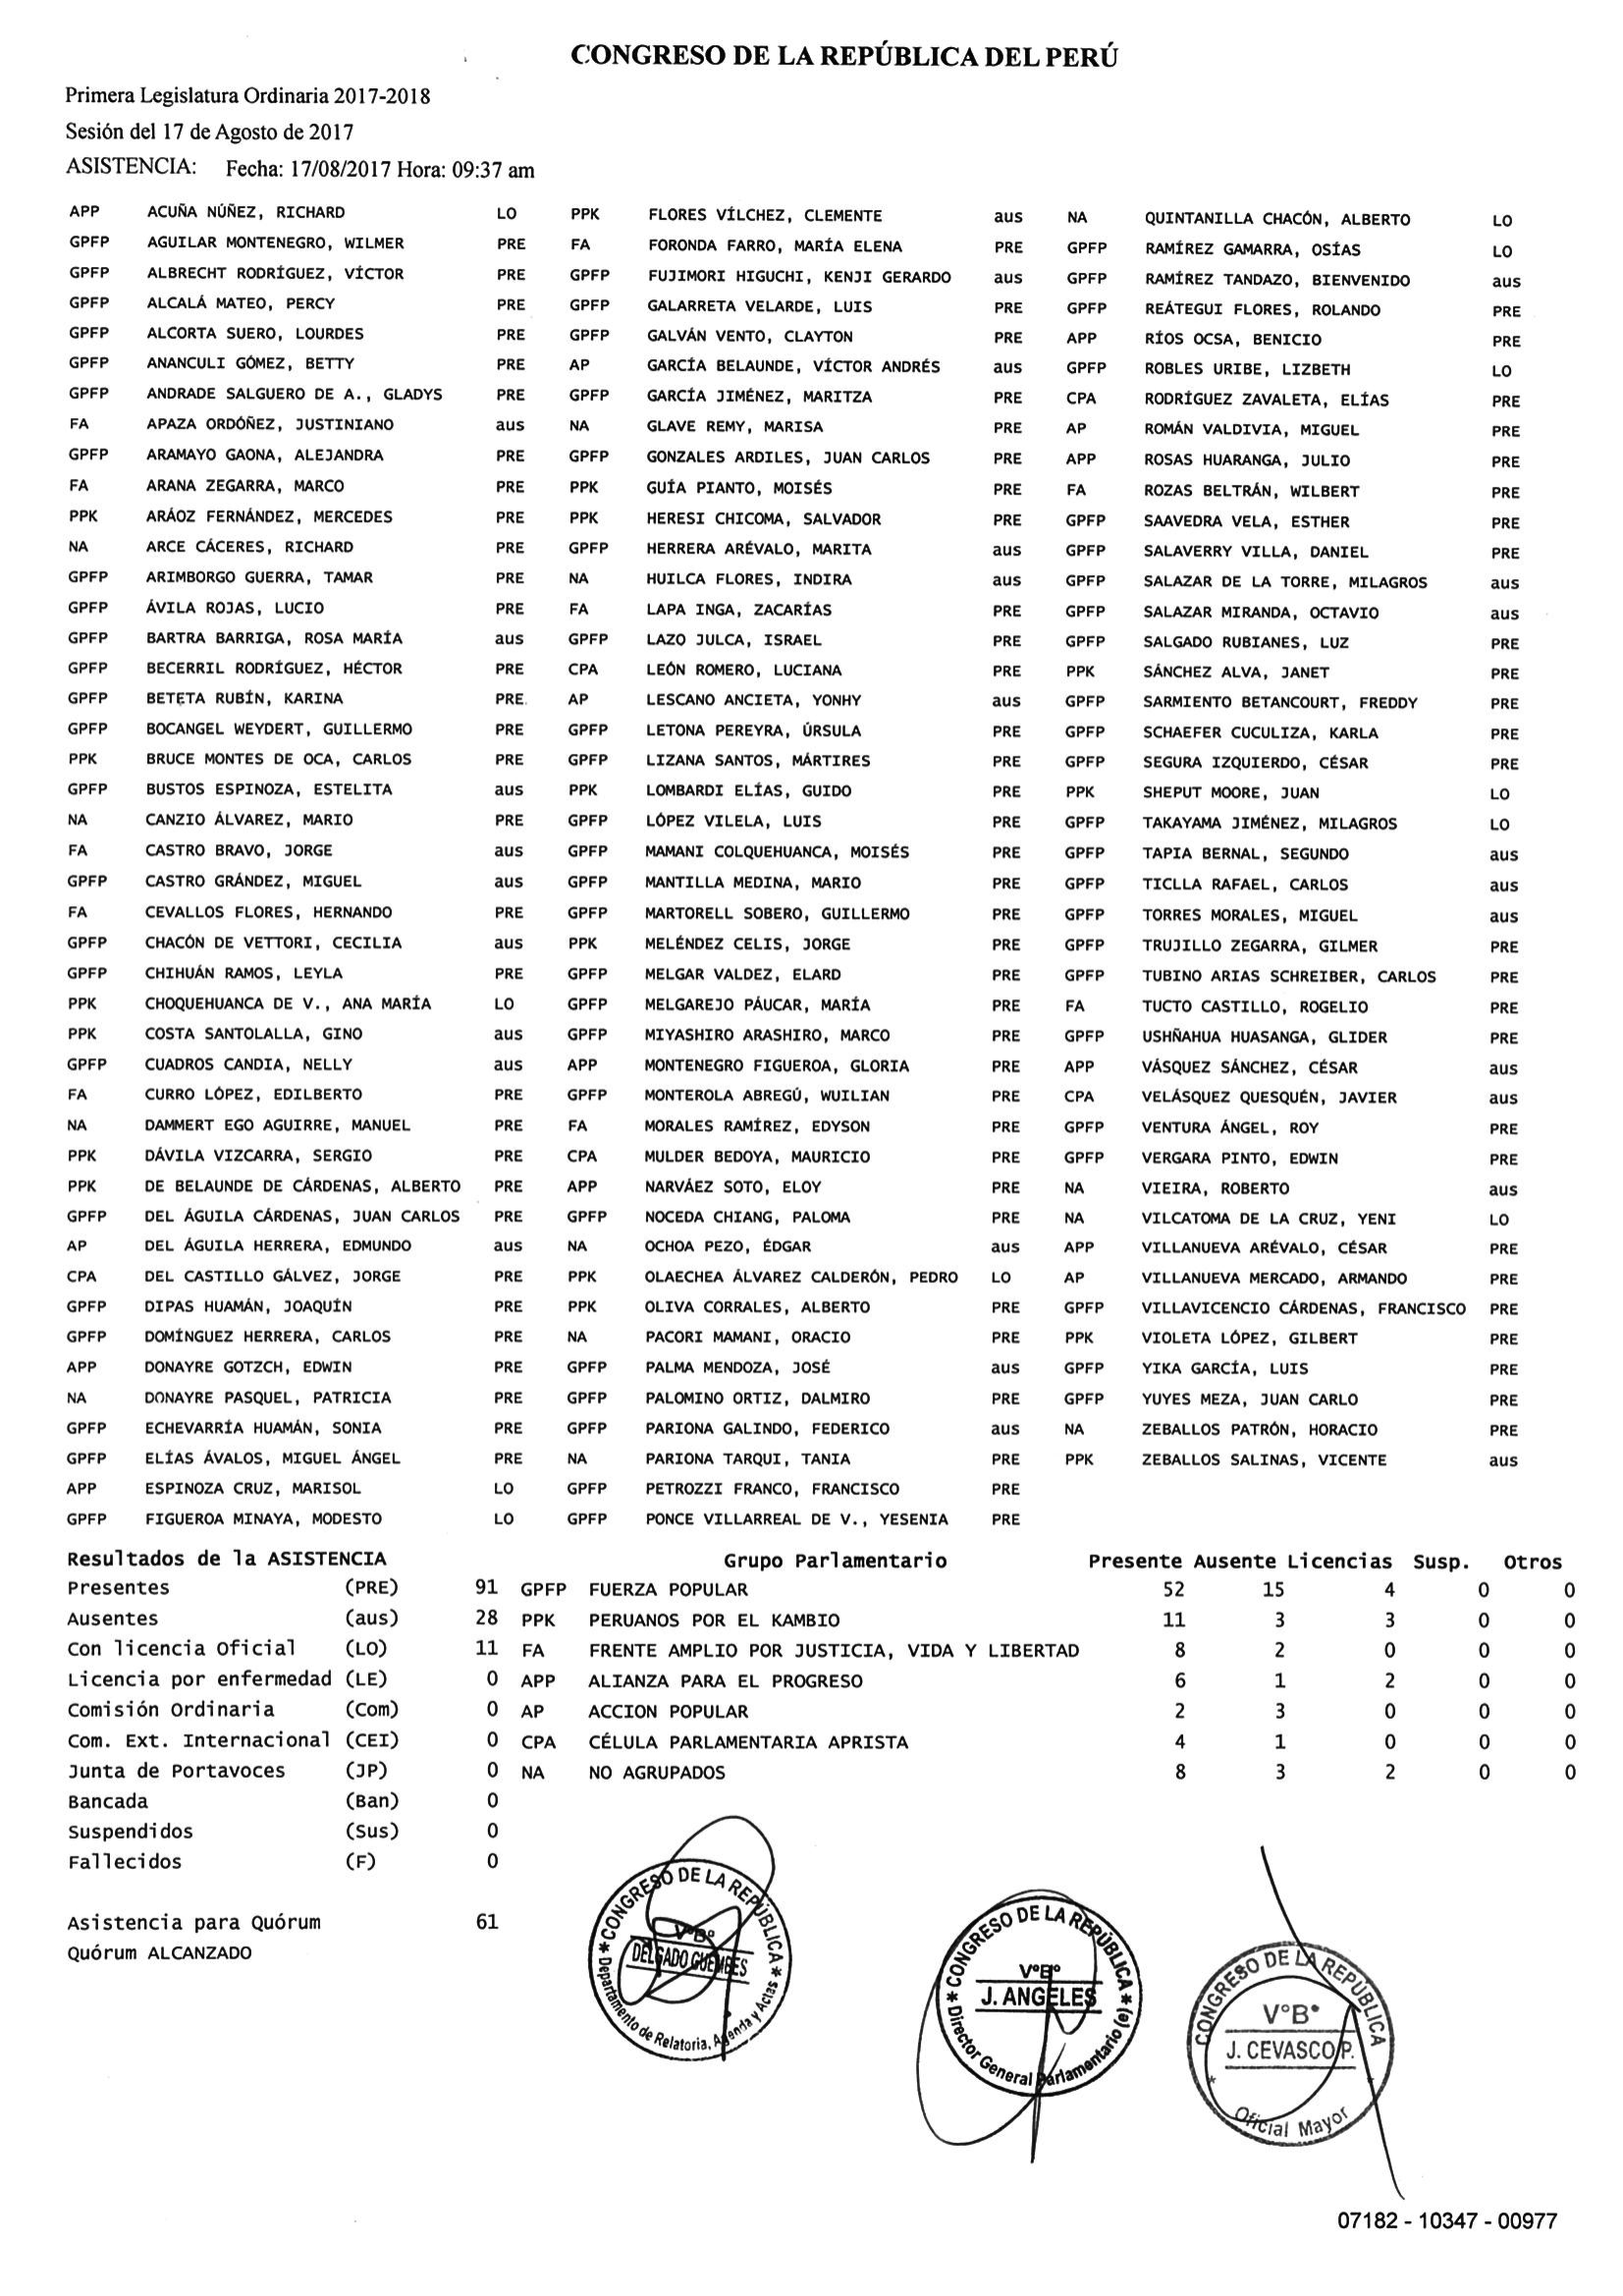 CONGRESO DE LA REPÚBLICA DEL PERÚ
Primera Legislatura Ordinaria 2017-2018
Sesión del 17 de Agosto de 2017
ASISTENCIA: Fecha: 17/08/2017 Hora: 09:37 am
APP ACUÑA NÚÑEZ, RICHARD LO PPK FLORES VÍLCHEZ, CLEMENTE aus NA QUINTANILLA CHACÓN, ALBERTO LO
GPFP AGUILAR MONTENEGRO, WILMER PRE FA FORONDA FARRO, MARÍA ELENA PRE GPFP RAMÍREZ GAMARRA, OSÍAS LO
GPFP ALBRECHT RODRÍGUEZ, VÍCTOR PRE GPFP FUJIMORI HIGUCHI, KENJI GERARDO aus GPFP RAMÍREZ TANDAZO, BIENVENIDO aus
GPFP ALCALÁ MATEO, PERCY PRE GPFP GALARRETA VELARDE, LUIS PRE GPFP REÁTEGUI FLORES, ROLANDO PRE
GPFP ALCORTA SUERO, LOURDES PRE GPFP GALVÁN VENTO, CLAYTON PRE APP RÍOS OCSA, BENICIO PRE
GPFP ANANCULI GÓMEZ, BETTY PRE AP GARCÍA BELAUNDE, VÍCTOR ANDRÉS aus GPFP ROBLES URIBE, LIZBETH LO
GPFP ANDRADE SALGUERO DE A., GLADYS PRE GPFP GARCÍA JIMÉNEZ, MARITZA PRE CPA RODRÍGUEZ ZAVALETA, ELÍAS PRE
FA APAZA ORDÓÑEZ, JUSTINIANO aus NA GLAVE REMY, MARISA PRE AP ROMÁN VALDIVIA, MIGUEL PRE
GPFP ARAMAYO GAONA, ALEJANDRA PRE GPFP GONZALES ARDILES, JUAN CARLOS PRE APP ROSAS HUARANGA, JULIO PRE
FA ARANA ZEGARRA, MARCO PRE PPK GUÍA PIANTO, MOISÉS PRE FA ROZAS BELTRÁN, WILBERT PRE
PPK ARÁOZ FERNÁNDEZ, MERCEDES PRE PPK HERESI CHICOMA, SALVADOR PRE GPFP SAAVEDRA VELA, ESTHER PRE
NA ARCE CÁCERES, RICHARD PRE GPFP HERRERA ARÉVALO, MARITA aus GPFP SALAVERRY VILLA, DANIEL PRE
GPFP ARIMBORGO GUERRA, TAMAR PRE NA HUILCA FLORES, INDIRA aus GPFP SALAZAR DE LA TORRE, MILAGROS aus
GPFP ÁVILA ROJAS, LUCIO PRE FA LAPA INGA, ZACARÍAS PRE GPFP SALAZAR MIRANDA, OCTAVIO aus
GPFP BARTRA BARRIGA, ROSA MARÍA aus GPFP LAZO JULCA, ISRAEL PRE GPFP SALGADO RUBIANES, LUZ PRE
GPFP BECERRIL RODRÍGUEZ, HÉCTOR PRE CPA LEÓN ROMERO, LUCIANA PRE PPK SÁNCHEZ ALVA, JANET PRE
GPFP BETETA RUBÍN, KARINA PRE AP LESCANO ANCIETA, YONHY aus GPFP SARMIENTO BETANCOURT, FREDDY PRE
GPFP BOCANGEL WEYDERT, GUILLERMO PRE GPFP LETONA PEREYRA, ÚRSULA PRE GPFP SCHAEFER CUCULIZA, KARLA PRE
PPK BRUCE MONTES DE OCA, CARLOS PRE GPFP LIZANA SANTOS, MÁRTIRES PRE GPFP SEGURA IZQUIERDO, CÉSAR PRE
GPFP BUSTOS ESPINOZA, ESTELITA aus PPK LOMBARDI ELÍAS, GUIDO PRE PPK SHEPUT MOORE, JUAN LO
NA CANZIO ÁLVAREZ, MARIO PRE GPFP LÓPEZ VILELA, LUIS PRE GPFP TAKAYAMA JIMÉNEZ, MILAGROS LO
FA CASTRO BRAVO, JORGE aus GPFP MAMANI COLQUEHUANCA, MOISÉS PRE GPFP TAPIA BERNAL, SEGUNDO aus
GPFP CASTRO GRÁNDEZ, MIGUEL aus GPFP MANTILLA MEDINA, MARIO PRE GPFP TICLLA RAFAEL, CARLOS aus
FA CEVALLOS FLORES, HERNANDO PRE GPFP MARTORELL SOBERO, GUILLERMO PRE GPFP TORRES MORALES, MIGUEL aus
GPFP CHACÓN DE VETTORI, CECILIA aus PPK MELÉNDEZ CELIS, JORGE PRE GPFP TRUJILLO ZEGARRA, GILMER PRE
GPFP CHIHUÁN RAMOS, LEYLA PRE GPFP MELGAR VALDEZ, ELARD PRE GPFP TUBINO ARIAS SCHREIBER, CARLOS PRE
PPK CHOQUEHUANCA DE V., ANA MARÍA LO GPFP MELGAREJO PÁUCAR, MARÍA PRE FA TUCTO CASTILLO, ROGELIO PRE
PPK COSTA SANTOLALLA, GINO aus GPFP MIYASHIRO ARASHIRO, MARCO PRE GPFP USHÑAHUA HUASANGA, GLIDER PRE
GPFP CUADROS CANDIA, NELLY aus APP MONTENEGRO FIGUEROA, GLORIA PRE APP VÁSQUEZ SÁNCHEZ, CÉSAR aus
FA CURRO LÓPEZ, EDILBERTO PRE GPFP MONTEROLA ABREGÚ, WUILIAN PRE CPA VELÁSQUEZ QUESQUÉN, JAVIER aus
NA DAMMERT EGO AGUIRRE, MANUEL PRE FA MORALES RAMÍREZ, EDYSON PRE GPFP VENTURA ÁNGEL, ROY PRE
PPK DÁVILA VIZCARRA, SERGIO PRE CPA MULDER BEDOYA, MAURICIO PRE GPFP VERGARA PINTO, EDWIN PRE
PPK DE BELAUNDE DE CÁRDENAS, ALBERTO PRE APP NARVÁEZ SOTO, ELOY PRE NA VIEIRA, ROBERTO aus
GPFP DEL ÁGUILA CÁRDENAS, JUAN CARLOS PRE GPFP NOCEDA CHIANG, PALOMA PRE NA VILCATOMA DE LA CRUZ, YENI LO
AP DEL ÁGUILA HERRERA, EDMUNDO aus NA OCHOA PEZO, ÉDGAR aus APP VILLANUEVA ARÉVALO, CÉSAR PRE
CPA DEL CASTILLO GÁLVEZ, JORGE PRE PPK OLAECHEA ÁLVAREZ CALDERÓN, PEDRO LO AP VILLANUEVA MERCADO, ARMANDO PRE
GPFP DIPAS HUAMÁN, JOAQUÍN PRE PPK OLIVA CORRALES, ALBERTO PRE GPFP VILLAVICENCIO CÁRDENAS, FRANCISCO PRE
GPFP DOMÍNGUEZ HERRERA, CARLOS PRE NA PACORI MAMANI, ORACIO PRE PPK VIOLETA LÓPEZ, GILBERT PRE
APP DONAYRE GOTZCH, EDWIN PRE GPFP PALMA MENDOZA, JOSÉ aus GPFP YIKA GARCÍA, LUIS PRE
NA DONAYRE PASQUEL, PATRICIA PRE GPFP PALOMINO ORTIZ, DALMIRO PRE GPFP YUYES MEZA, JUAN CARLO PRE
GPFP ECHEVARRÍA HUAMÁN, SONIA PRE GPFP PARIONA GALINDO, FEDERICO aus NA ZEBALLOS PATRÓN, HORACIO PRE
GPFP ELÍAS ÁVALOS, MIGUEL ÁNGEL PRE NA PARIONA TARQUI, TANIA PRE PPK ZEBALLOS SALINAS, VICENTE aus
APP ESPINOZA CRUZ, MARISOL LO GPFP PETROZZI FRANCO, FRANCISCO PRE
GPFP FIGUEROA MINAYA, MODESTO LO GPFP PONCE VILLARREAL DE V., YESENIA PRE
Resultados de la ASISTENCIA Grupo Parlamentario Presente Ausente Licencias Susp. Otros
Presentes (PRE) 91 GPFP FUERZA POPULAR 52 15 4 0 0
Ausentes (aus) 28 PPK PERUANOS POR EL KAMBIO 11 3 3 0 0
Con licencia Oficial (LO) 11 FA FRENTE AMPLIO POR JUSTICIA, VIDA Y LIBERTAD 8 2 0 0 0
Licencia por enfermedad (LE) 0 APP ALIANZA PARA EL PROGRESO 6 1 2 0 0
Comisión Ordinaria (Com) 0 AP ACCION POPULAR 2 3 0 0 0
Com. Ext. Internacional (CEI) 0 CPA CÉLULA PARLAMENTARIA APRISTA 4 1 0 0 0
Junta de Portavoces (JP) 0 NA NO AGRUPADOS 8 3 2 0 0
Bancada (Ban) 0
Suspendidos (Sus) 0
Fallecidos (F) 0
Asistencia para Quórum 61
Quórum ALCANZADO
CONGRESO DE LA REPÚBLICA
V°B°
DELGADO GUEMBES
Departamento de Relatoria, Agenda y Actas
CONGRESO DE LA REPÚBLICA
V°B°
J. ANGELES
Director General Parlamentario (e)
CONGRESO DE LA REPÚBLICA
V°B°
J. CEVASCO P.
Oficial Mayor
07182 - 10347 - 00977